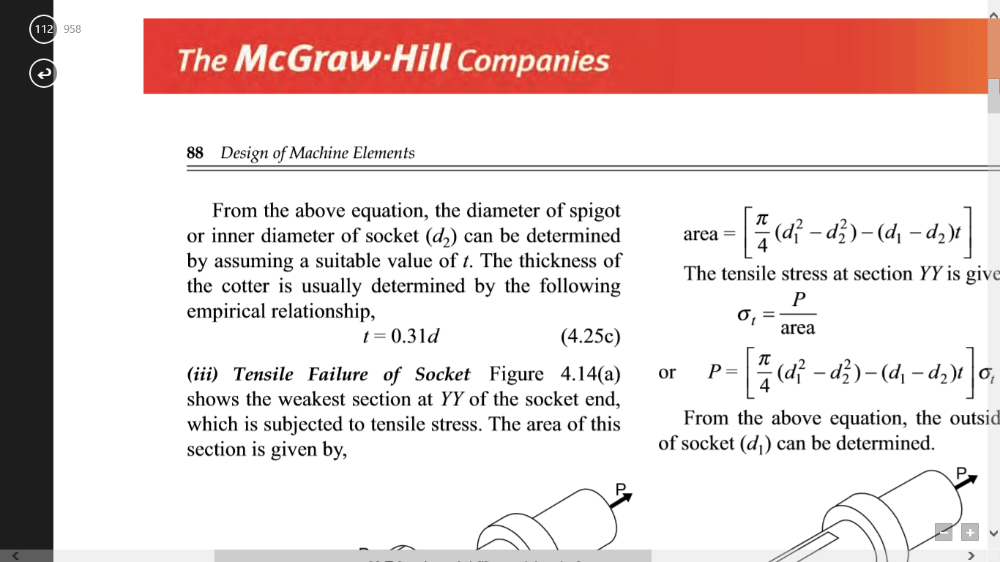 112 958
The McGraw·Hill Companies
88 Design of Machine Elements
From the above equation, the diameter of spigot
or inner diameter of socket (d₂) can be determined
by assuming a suitable value of t. The thickness of
the cotter is usually determined by the following
empirical relationship,
t = 0.31d (4.25c)
(iii) Tensile Failure of Socket Figure 4.14(a)
shows the weakest section at YY of the socket end,
which is subjected to tensile stress. The area of this
section is given by,
P
area = [π/4 (d₁² – d₂²) – (d₁ – d₂)t]
The tensile stress at section YY is give
σₜ = P/area
or P = [π/4 (d₁² – d₂²) – (d₁ – d₂)t] σₜ
From the above equation, the outsid
of socket (d₁) can be determined.
P